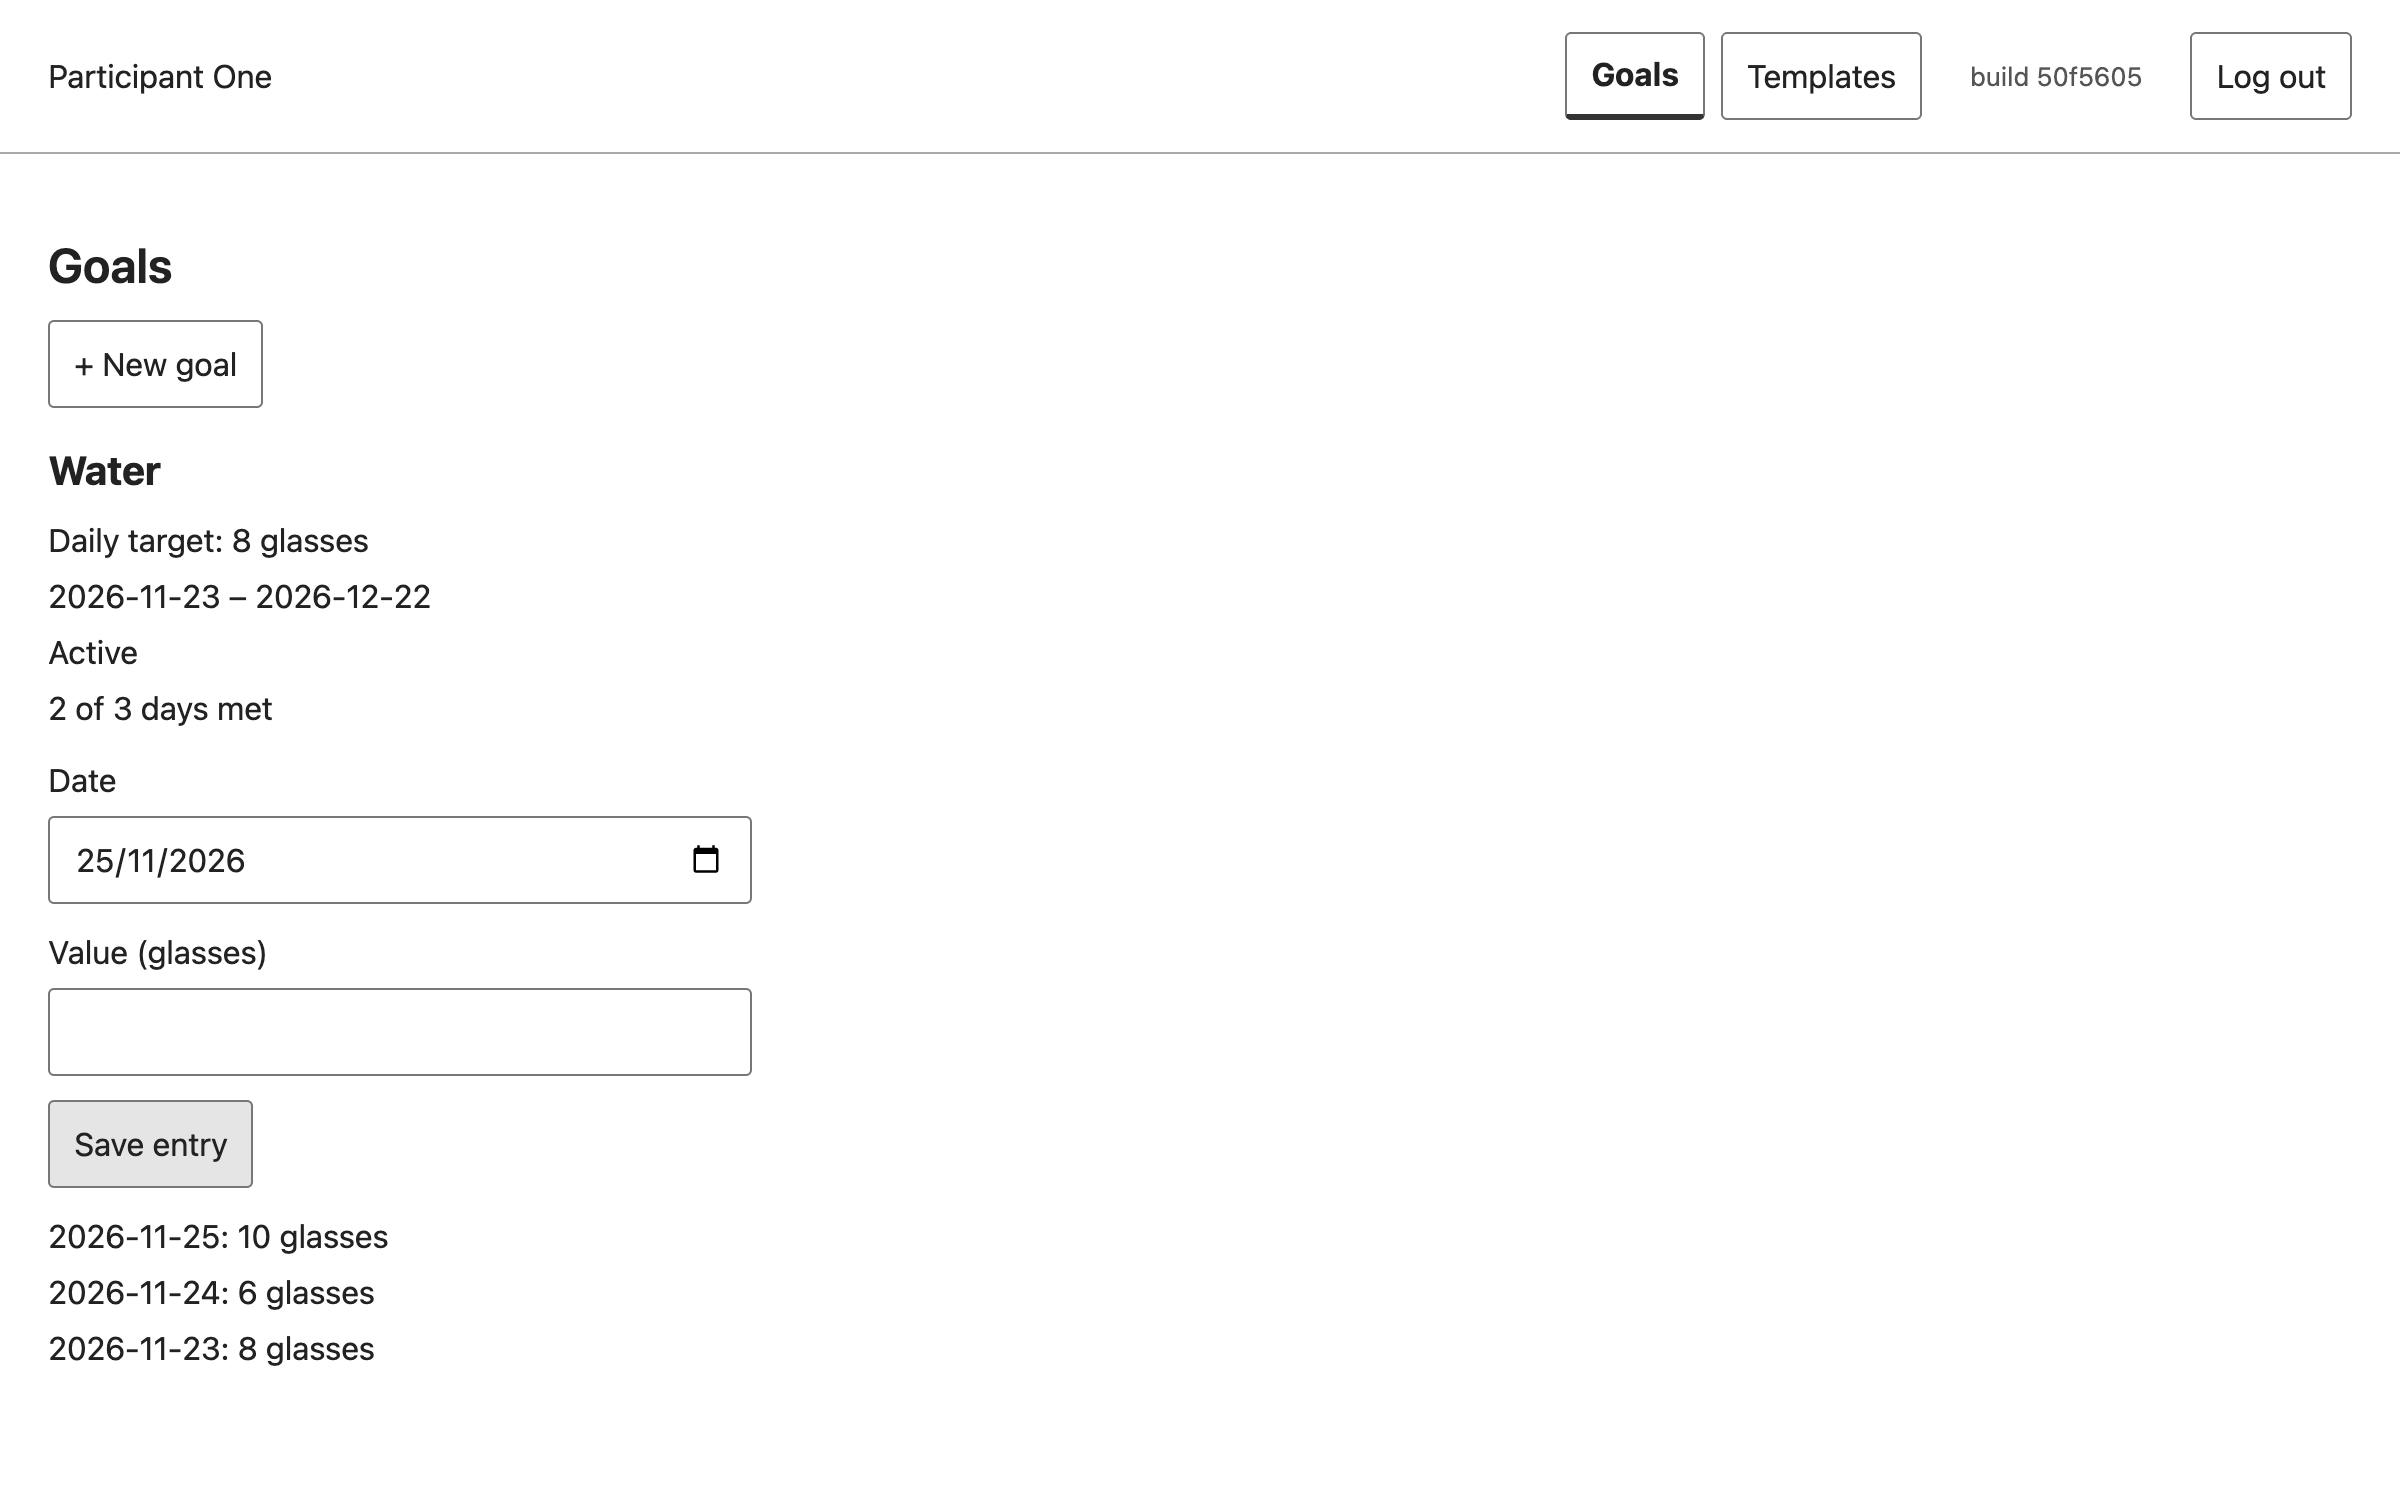 Participant One
Goals
Templates
build 50f5605
Log out
Goals
+ New goal
Water
Daily target: 8 glasses
2026-11-23 – 2026-12-22
Active
2 of 3 days met
Date
25/11/2026
Value (glasses)
Save entry
2026-11-25: 10 glasses
2026-11-24: 6 glasses
2026-11-23: 8 glasses